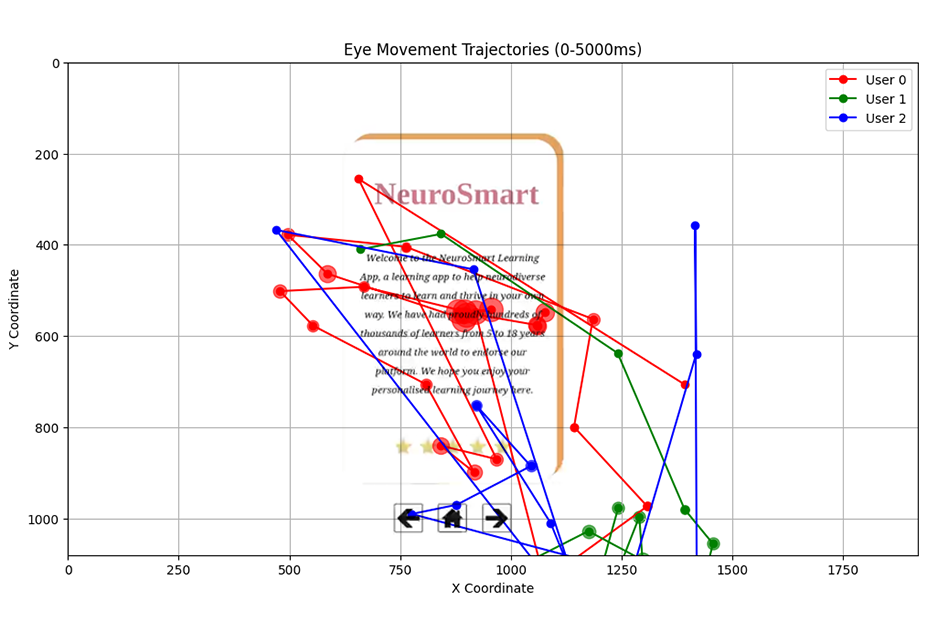 Eye Movement Trajectories (0-5000ms)
User 0
User 1
User 2
NeuroSmart
Welcome to the NeuroSmart Learning
App, a learning app to help neurodiverse
learners to learn and thrive in your own
way. We have had proudly hundreds of
thousands of learners from 5 to 18 years
around the world to endorse our
platform. We hope you enjoy your
personalised learning journey here.
Y Coordinate
0
200
400
600
800
1000
0
250
500
750
1000
1250
1500
1750
X Coordinate